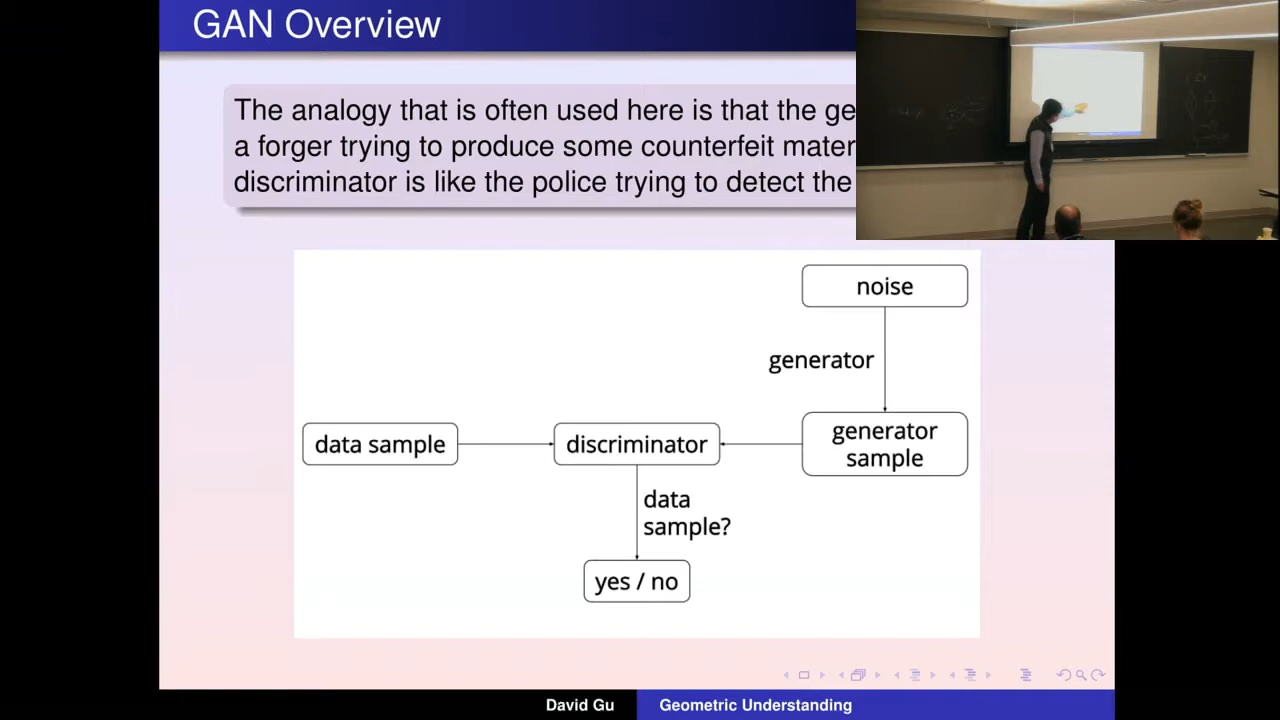 GAN Overview
The analogy that is often used here is that the
a forger trying to produce some counterfeit
discriminator is like the police trying to detect the
noise
generator
data sample
discriminator
generator
sample
data
sample?
yes / no
David Gu
Geometric Understanding